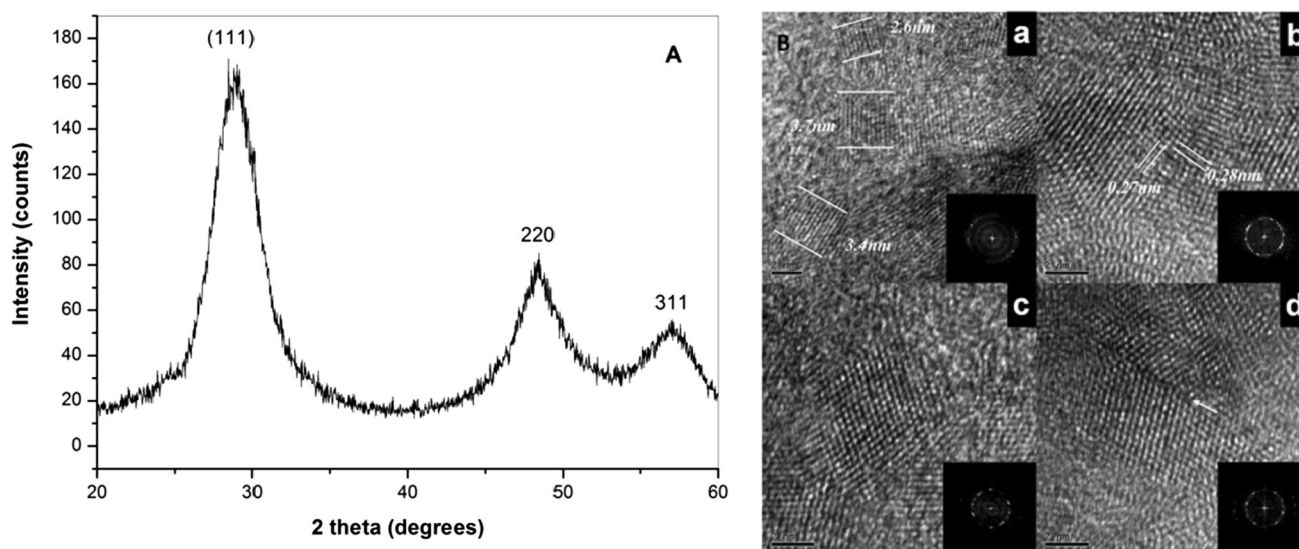 A
(111)
220
311
Intensity (counts)
180
160
140
120
100
80
60
40
20
0
20
30
40
50
60
2 theta (degrees)
B
a
2.6nm
3.7nm
3.4nm
b
0.27nm
0.28nm
c
d